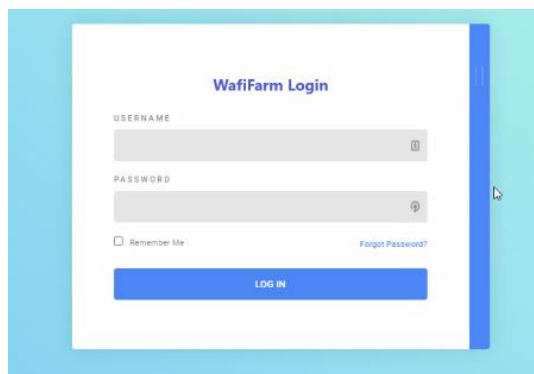 WafiFarm Login
USERNAME
PASSWORD
Remember Me
Forgot Password?
LOG IN